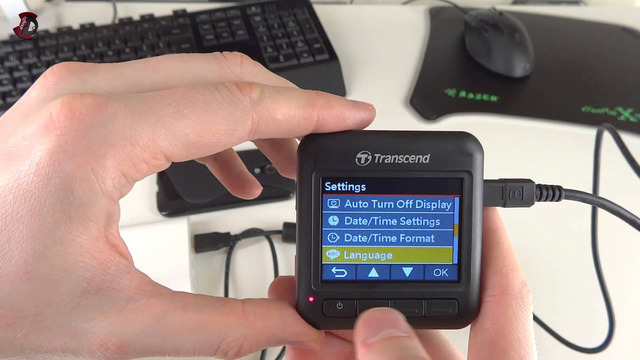 Transcend
Settings
Auto Turn Off Display
Date/Time Settings
Date/Time Format
Language
OK
RAZER